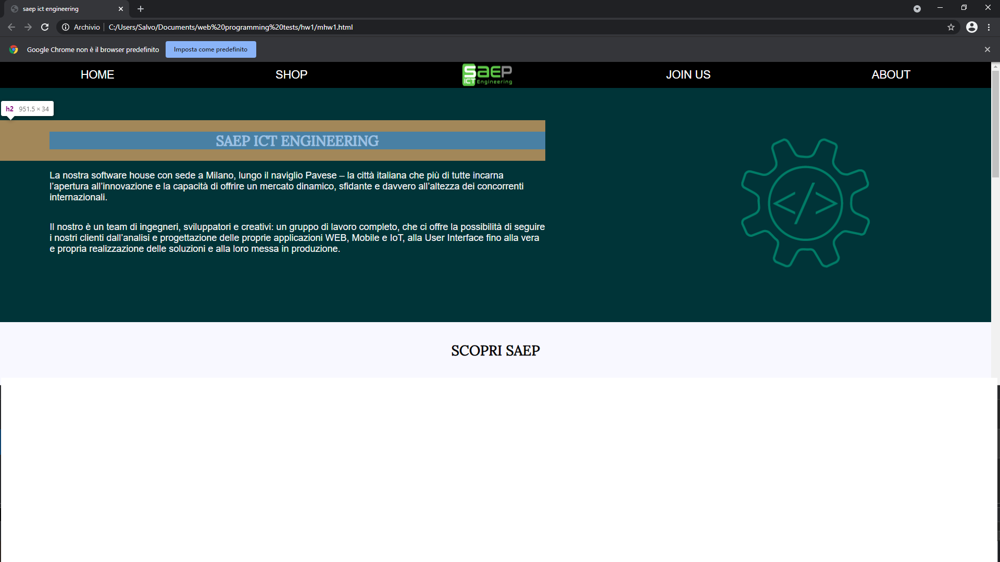 saep ict engineering
Archivio C:/Users/Salvo/Documents/web%20programming%20tests/hw1/mhw1.html
Google Chrome non è il browser predefinito Imposta come predefinito
HOME SHOP saep ICT Engineering JOIN US ABOUT
h2 951.5 × 34
SAEP ICT ENGINEERING
La nostra software house con sede a Milano, lungo il naviglio Pavese – la città italiana che più di tutte incarna
l’apertura all’innovazione e la capacità di offrire un mercato dinamico, sfidante e davvero all’altezza dei concorrenti
internazionali.
Il nostro è un team di ingegneri, sviluppatori e creativi: un gruppo di lavoro completo, che ci offre la possibilità di seguire
i nostri clienti dall’analisi e progettazione delle proprie applicazioni WEB, Mobile e IoT, alla User Interface fino alla vera
e propria realizzazione delle soluzioni e alla loro messa in produzione.
</>
SCOPRI SAEP